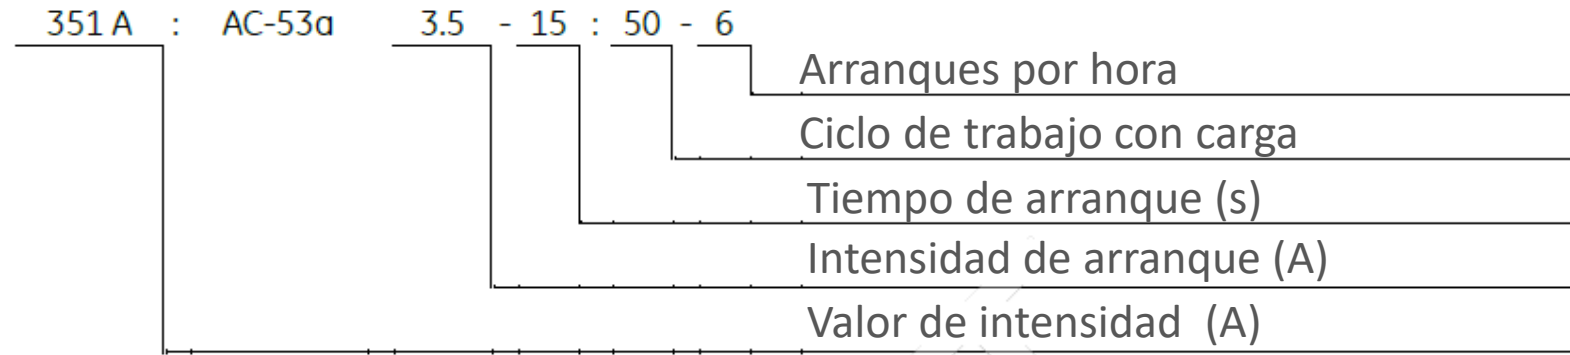 351 A : AC-53a 3.5 - 15 : 50 - 6
Arranques por hora
Ciclo de trabajo con carga
Tiempo de arranque (s)
Intensidad de arranque (A)
Valor de intensidad (A)